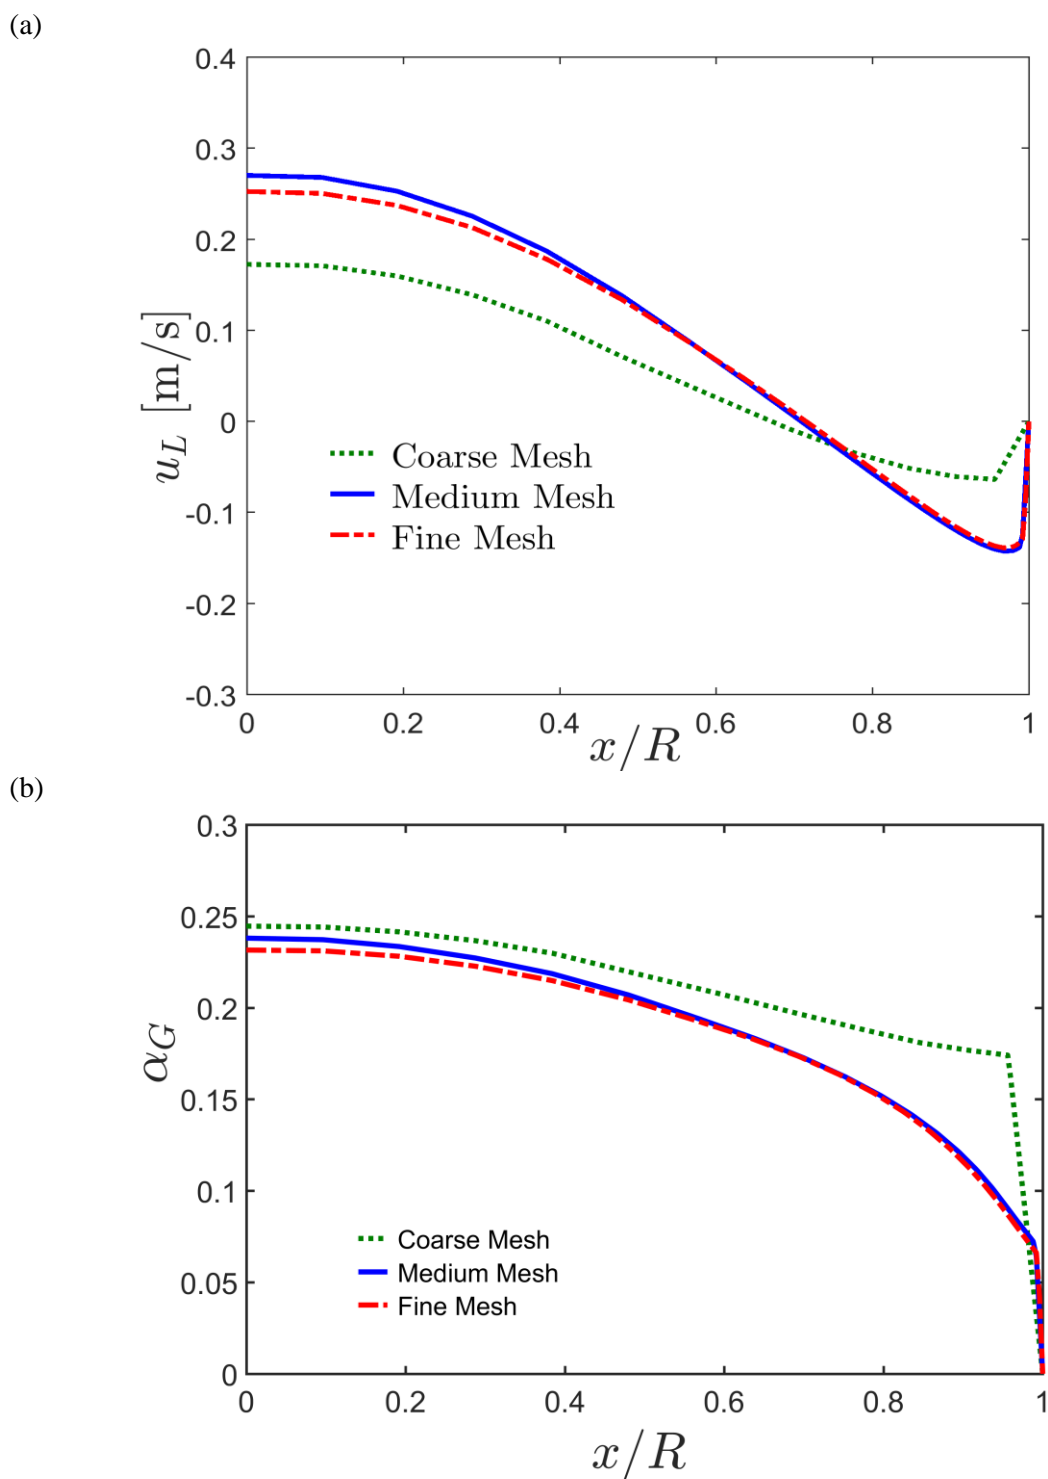 (a)
0.4
0.3
0.2
0.1
0
-0.1
-0.2
-0.3
u_L [m/s]
Coarse Mesh
Medium Mesh
Fine Mesh
0 0.2 0.4 0.6 0.8 1
x/R
(b)
0.3
0.25
0.2
0.15
0.1
0.05
0
α_G
Coarse Mesh
Medium Mesh
Fine Mesh
0 0.2 0.4 0.6 0.8 1
x/R